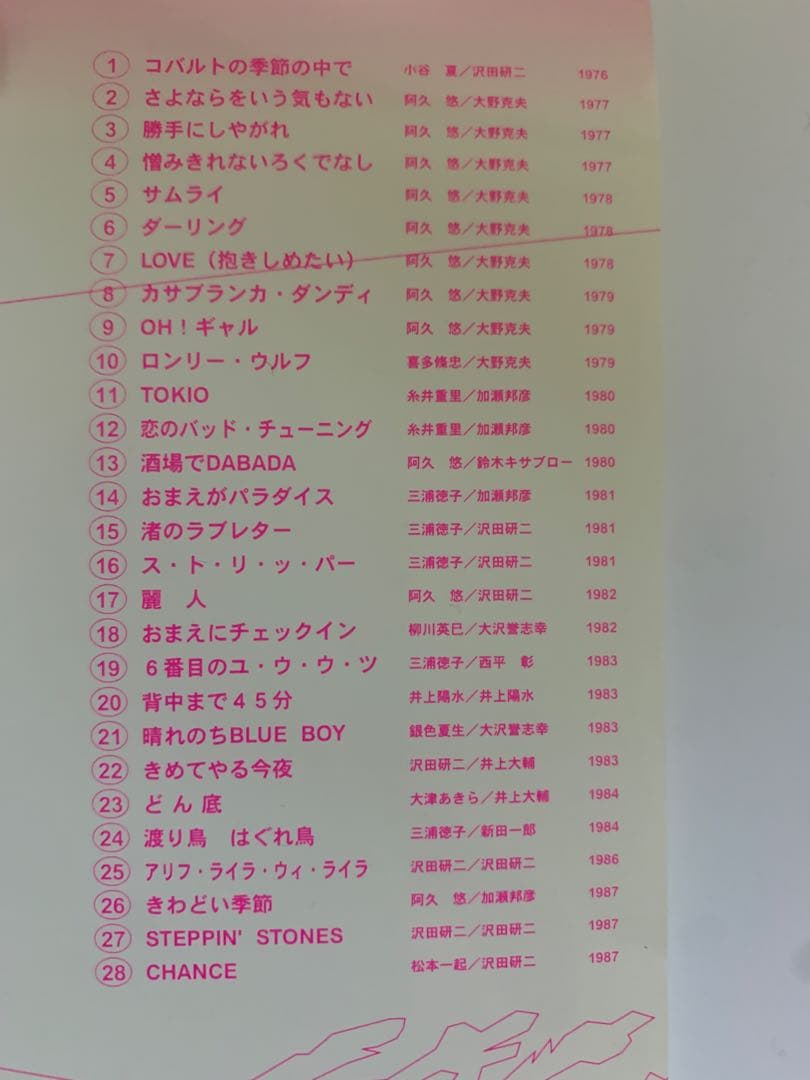 ① コバルトの季節の中で 小谷 夏／沢田研二 1976
② さよならをいう気もない 阿久 悠／大野克夫 1977
③ 勝手にしやがれ 阿久 悠／大野克夫 1977
④ 憎みきれないろくでなし 阿久 悠／大野克夫 1977
⑤ サムライ 阿久 悠／大野克夫 1978
⑥ ダーリング 阿久 悠／大野克夫 1978
⑦ LOVE（抱きしめたい） 阿久 悠／大野克夫 1978
⑧ カサブランカ・ダンディ 阿久 悠／大野克夫 1979
⑨ OH！ギャル 阿久 悠／大野克夫 1979
⑩ ロンリー・ウルフ 喜多條忠／大野克夫 1979
⑪ TOKIO 糸井重里／加瀬邦彦 1980
⑫ 恋のバッド・チューニング 糸井重里／加瀬邦彦 1980
⑬ 酒場でDABADA 阿久 悠／鈴木キサブロー 1980
⑭ おまえがパラダイス 三浦徳子／加瀬邦彦 1981
⑮ 渚のラブレター 三浦徳子／沢田研二 1981
⑯ ス・ト・リ・ッ・パー 三浦徳子／沢田研二 1981
⑰ 麗 人 阿久 悠／沢田研二 1982
⑱ おまえにチェックイン 柳川英巳／大沢誉志幸 1982
⑲ ６番目のユ・ウ・ウ・ツ 三浦徳子／西平 彰 1983
⑳ 背中まで４５分 井上陽水／井上陽水 1983
㉑ 晴れのちBLUE BOY 銀色夏生／大沢誉志幸 1983
㉒ きめてやる今夜 沢田研二／井上大輔 1983
㉓ どん底 大津あきら／井上大輔 1984
㉔ 渡り鳥 はぐれ鳥 三浦徳子／新田一郎 1984
㉕ アリフ・ライラ・ウィ・ライラ 沢田研二／沢田研二 1986
㉖ きわどい季節 阿久 悠／加瀬邦彦 1987
㉗ STEPPIN' STONES 沢田研二／沢田研二 1987
㉘ CHANCE 松本一起／沢田研二 1987